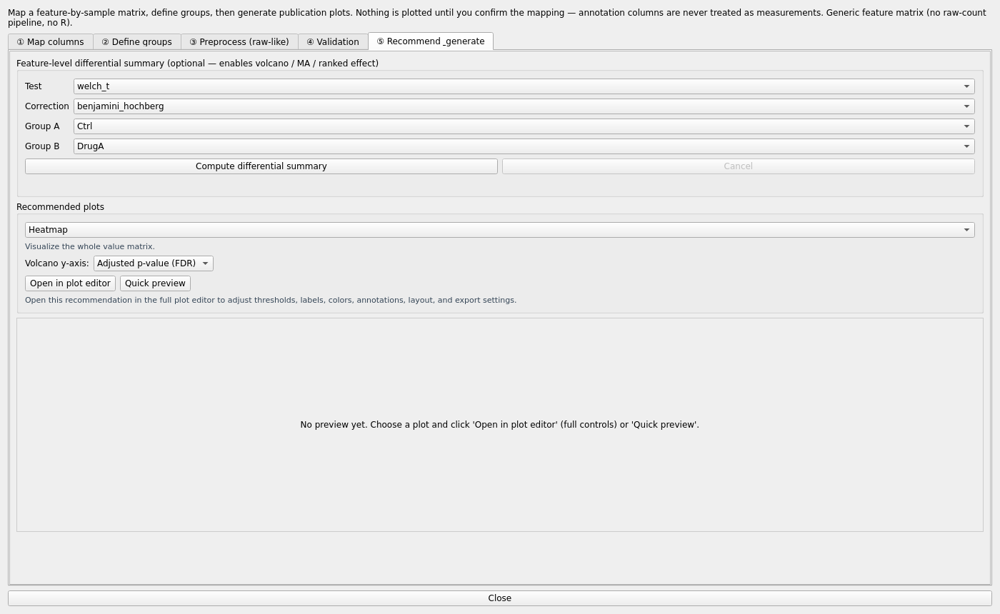 Map a feature-by-sample matrix, define groups, then generate publication plots. Nothing is plotted until you confirm the mapping — annotation columns are never treated as measurements. Generic feature matrix (no raw-count
pipeline, no R).
① Map columns
② Define groups
③ Preprocess (raw-like)
④ Validation
⑤ Recommend _generate
Feature-level differential summary (optional — enables volcano / MA / ranked effect)
Test
welch_t
Correction
benjamini_hochberg
Group A
Ctrl
Group B
DrugA
Compute differential summary
Cancel
Recommended plots
Heatmap
Visualize the whole value matrix.
Volcano y-axis:
Adjusted p-value (FDR)
Open in plot editor
Quick preview
Open this recommendation in the full plot editor to adjust thresholds, labels, colors, annotations, layout, and export settings.
No preview yet. Choose a plot and click 'Open in plot editor' (full controls) or 'Quick preview'.
Close